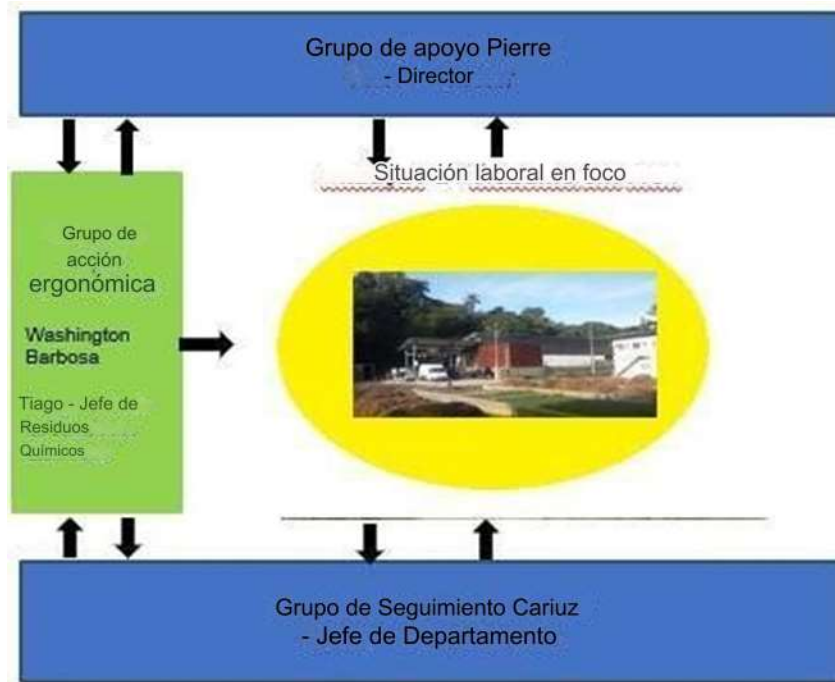 Grupo de apoyo Pierre
- Director
Situación laboral en foco
Grupo de
acción
ergonómica
Washington
Barbosa
Tiago - Jefe de
Residuos
Químicos
Grupo de Seguimiento Cariuz
- Jefe de Departamento